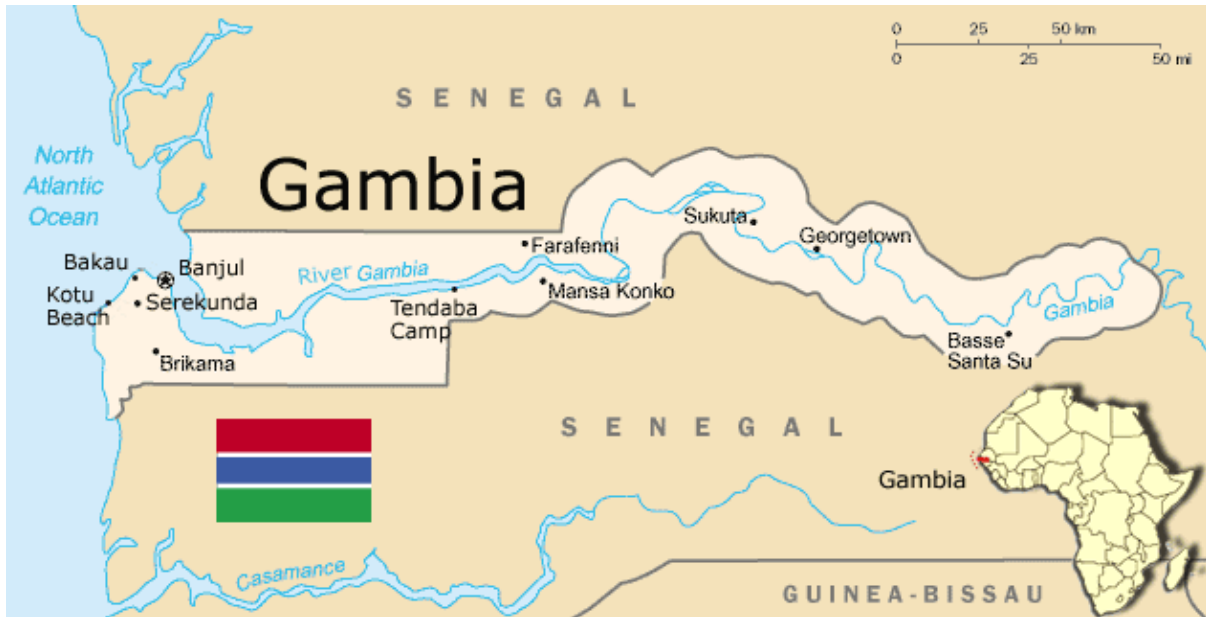 0 25 50 km
0 25 50 mi
SENEGAL
North
Atlantic
Ocean
Gambia
Sukuta
Georgetown
Farafenni
Bakau
Banjul
River Gambia
Kotu
Beach
Serekunda
Tendaba
Camp
Mansa Konko
Gambia
Basse
Santa Su
Brikama
SENEGAL
Gambia
Casamance
GUINEA-BISSAU